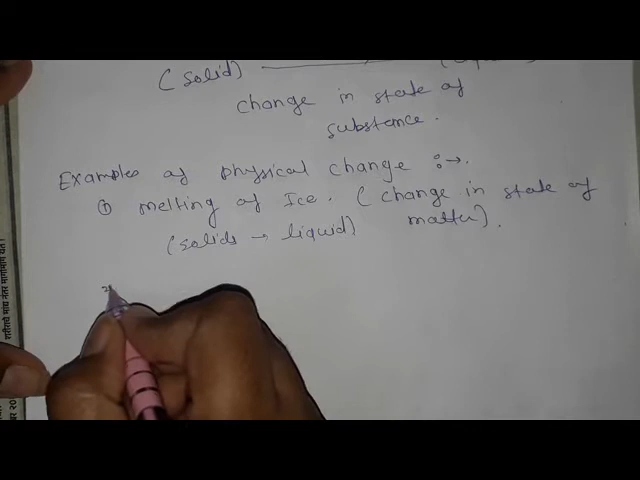 (Solid)
change in state of
substence.
Examples of physical change :→.
① melting of Ice. (change in state of
matter).
(solids → liquid)